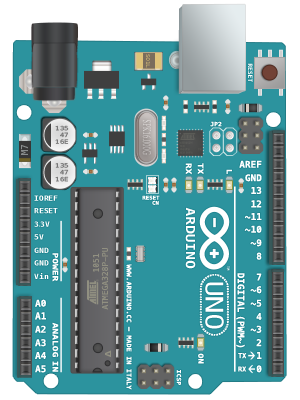 RESET
135
47
16E
135
47
16E
M7
JP2
RX
TX
L
RESET
CN
AREF
GND
13
12
~11
~10
~9
8
7
~6
~5
4
~3
2
TX→1
RX←0
DIGITAL (PWM~)
IOREF
RESET
3.3V
5V
GND
GND
Vin
POWER
A0
A1
A2
A3
A4
A5
ANALOG IN
ARDUINO
UNO
ATMEL
1051
ATMEGA328P-PU
WWW.ARDUINO.CC - MADE IN ITALY
ICSP
ON